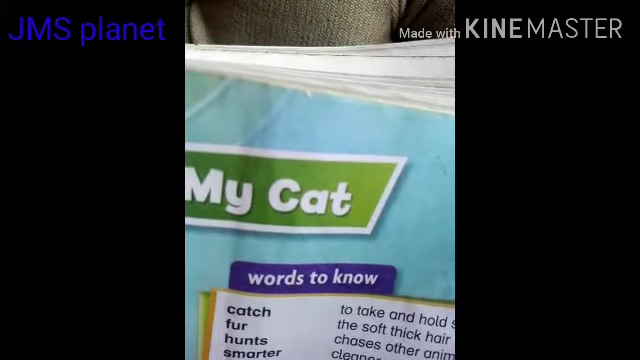 JMS planet
Made with KINEMASTER
My Cat
words to know
catch to take and hold
fur the soft thick hair
hunts chases other
smarter cleaner